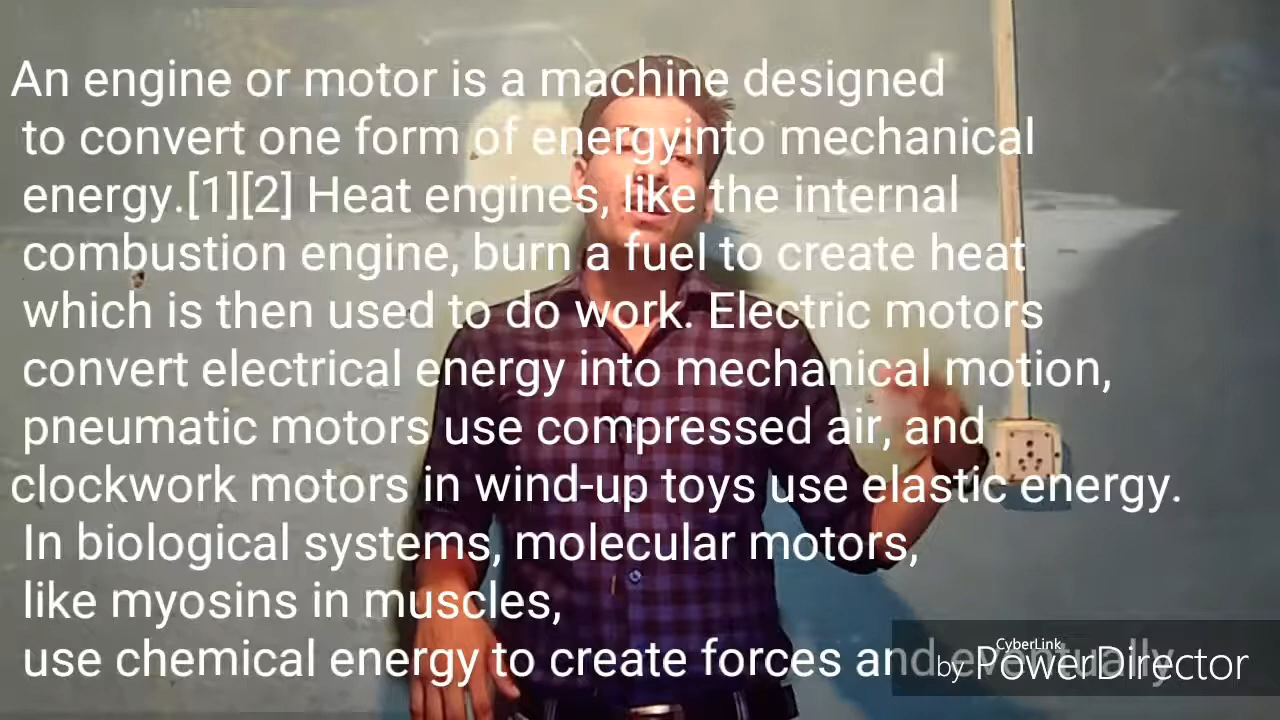 An engine or motor is a machine designed
to convert one form of energyinto mechanical
energy.[1][2] Heat engines, like the internal
combustion engine, burn a fuel to create heat
which is then used to do work. Electric motors
convert electrical energy into mechanical motion,
pneumatic motors use compressed air, and
clockwork motors in wind-up toys use elastic energy.
In biological systems, molecular motors,
like myosins in muscles,
use chemical energy to create forces and eventually
CyberLink
by PowerDirector